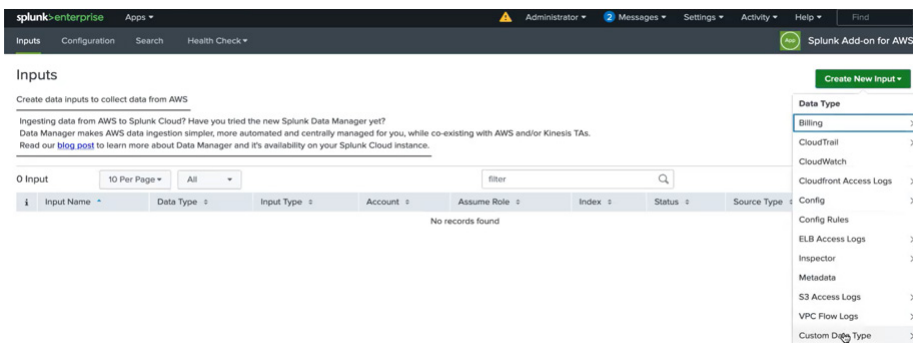 splunk>enterprise Apps Administrator 2 Messages Settings Activity Help Find
Inputs Configuration Search Health Check App Splunk Add-on for AWS
Inputs
Create New Input
Create data inputs to collect data from AWS
Data Type
Ingesting data from AWS to Splunk Cloud? Have you tried the new Splunk Data Manager yet?
Billing
Data Manager makes AWS data ingestion simpler, more automated and centrally managed for you, while co-existing with AWS and/or Kinesis TAs.
CloudTrail
Read our blog post to learn more about Data Manager and it's availability on your Splunk Cloud instance.
CloudWatch
0 Input 10 Per Page All filter
Cloudfront Access Logs
i Input Name Data Type Input Type Account Assume Role Index Status Source Type
Config
No records found
Config Rules
ELB Access Logs
Inspector
Metadata
S3 Access Logs
VPC Flow Logs
Custom Data Type